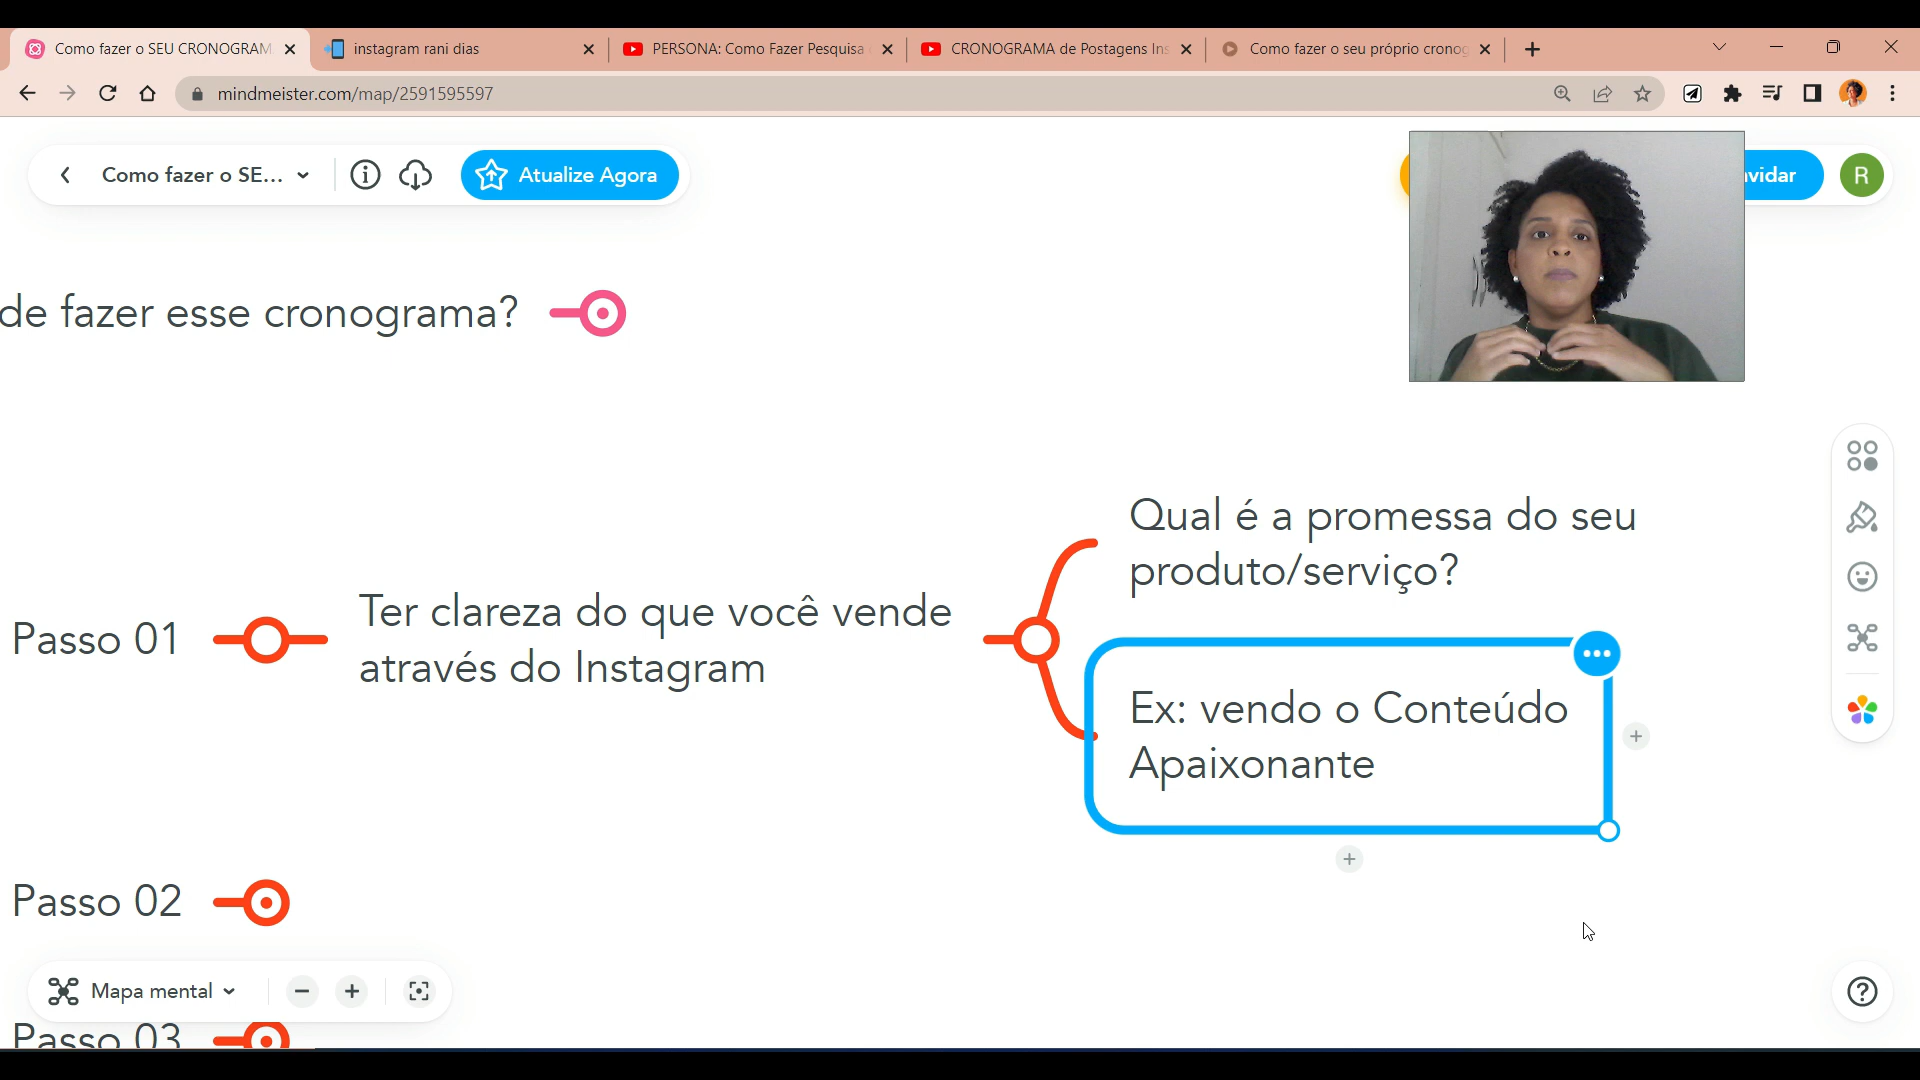 Como fazer o SEU CRONOGRAM
instagram rani dias
PERSONA: Como Fazer Pesquisa
CRONOGRAMA de Postagens Ins
Como fazer o seu próprio cronog
mindmeister.com/map/2591595597
Como fazer o SE...
Atualize Agora
vidar
R
de fazer esse cronograma?
Qual é a promessa do seu
produto/serviço?
Passo 01
Ter clareza do que você vende
através do Instagram
Ex: vendo o Conteúdo
Apaixonante
Passo 02
Mapa mental
Passo 03